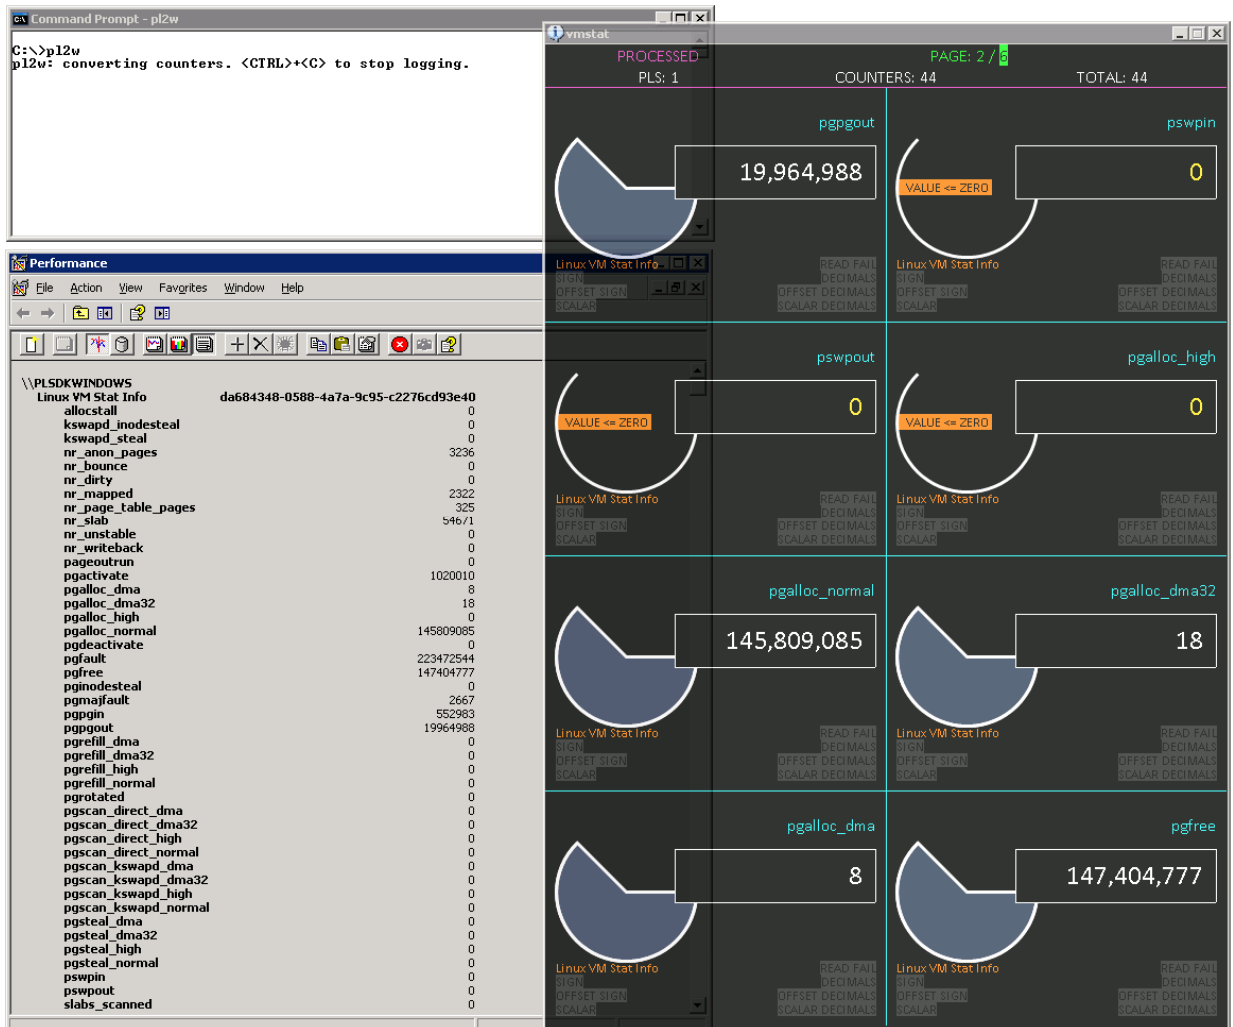 Command Prompt - pl2w
C:\>pl2w
pl2w: converting counters. <CTRL>+<C> to stop logging.
Performance
File Action View Favorites Window Help
\\PLSDKWINDOWS
Linux VM Stat Info da684348-0588-4a7a-9c95-c2276cd93e40
allocstall 0
kswapd_inodesteal 0
kswapd_steal 0
nr_anon_pages 3236
nr_bounce 0
nr_dirty 0
nr_mapped 2322
nr_page_table_pages 325
nr_slab 54671
nr_unstable 0
nr_writeback 0
pageoutrun 0
pgactivate 1020010
pgalloc_dma 8
pgalloc_dma32 18
pgalloc_high 0
pgalloc_normal 145809085
pgdeactivate 0
pgfault 223472544
pgfree 147404777
pginodesteal 0
pgmajfault 2667
pgpgin 552983
pgpgout 19964988
pgrefill_dma 0
pgrefill_dma32 0
pgrefill_high 0
pgrefill_normal 0
pgrotated 0
pgscan_direct_dma 0
pgscan_direct_dma32 0
pgscan_direct_high 0
pgscan_direct_normal 0
pgscan_kswapd_dma 0
pgscan_kswapd_dma32 0
pgscan_kswapd_high 0
pgscan_kswapd_normal 0
pgsteal_dma 0
pgsteal_dma32 0
pgsteal_high 0
pgsteal_normal 0
pswpin 0
pswpout 0
slabs_scanned 0
vmstat
PROCESSED PAGE: 2 / 6
PLS: 1 COUNTERS: 44 TOTAL: 44
pgpgout
19,964,988
Linux VM Stat Info READ FAIL
SIGN DECIMALS
OFFSET SIGN OFFSET DECIMALS
SCALAR SCALAR DECIMALS
pswpin
0
VALUE <= ZERO
Linux VM Stat Info READ FAIL
SIGN DECIMALS
OFFSET SIGN OFFSET DECIMALS
SCALAR SCALAR DECIMALS
pswpout
0
VALUE <= ZERO
Linux VM Stat Info READ FAIL
SIGN DECIMALS
OFFSET SIGN OFFSET DECIMALS
SCALAR SCALAR DECIMALS
pgalloc_high
0
VALUE <= ZERO
Linux VM Stat Info READ FAIL
SIGN DECIMALS
OFFSET SIGN OFFSET DECIMALS
SCALAR SCALAR DECIMALS
pgalloc_normal
145,809,085
Linux VM Stat Info READ FAIL
SIGN DECIMALS
OFFSET SIGN OFFSET DECIMALS
SCALAR SCALAR DECIMALS
pgalloc_dma32
18
Linux VM Stat Info READ FAIL
SIGN DECIMALS
OFFSET SIGN OFFSET DECIMALS
SCALAR SCALAR DECIMALS
pgalloc_dma
8
Linux VM Stat Info READ FAIL
SIGN DECIMALS
OFFSET SIGN OFFSET DECIMALS
SCALAR SCALAR DECIMALS
pgfree
147,404,777
Linux VM Stat Info READ FAIL
SIGN DECIMALS
OFFSET SIGN OFFSET DECIMALS
SCALAR SCALAR DECIMALS